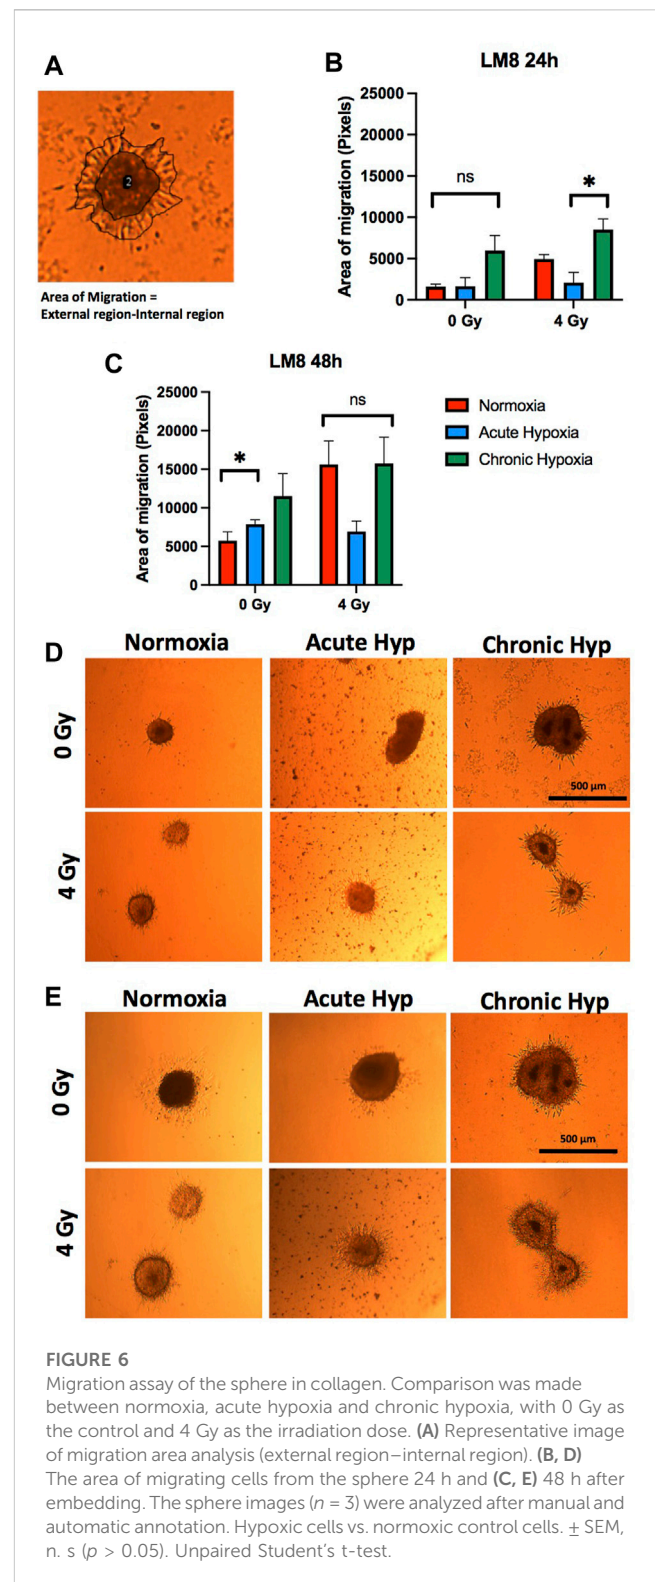 A
2
Area of Migration =
External region-Internal region
B
LM8 24h
Area of migration (Pixels)
25000
20000
15000
10000
5000
0
ns
*
0 Gy
4 Gy
C
LM8 48h
Area of migration (Pixels)
25000
20000
15000
10000
5000
0
*
ns
0 Gy
4 Gy
Normoxia
Acute Hypoxia
Chronic Hypoxia
D
Normoxia
Acute Hyp
Chronic Hyp
0 Gy
500 µm
4 Gy
E
Normoxia
Acute Hyp
Chronic Hyp
0 Gy
500 µm
4 Gy
FIGURE 6
Migration assay of the sphere in collagen. Comparison was made
between normoxia, acute hypoxia and chronic hypoxia, with 0 Gy as
the control and 4 Gy as the irradiation dose. (A) Representative image
of migration area analysis (external region–internal region). (B, D)
The area of migrating cells from the sphere 24 h and (C, E) 48 h after
embedding. The sphere images (n = 3) were analyzed after manual and
automatic annotation. Hypoxic cells vs. normoxic control cells. ± SEM,
n. s (p > 0.05). Unpaired Student’s t-test.